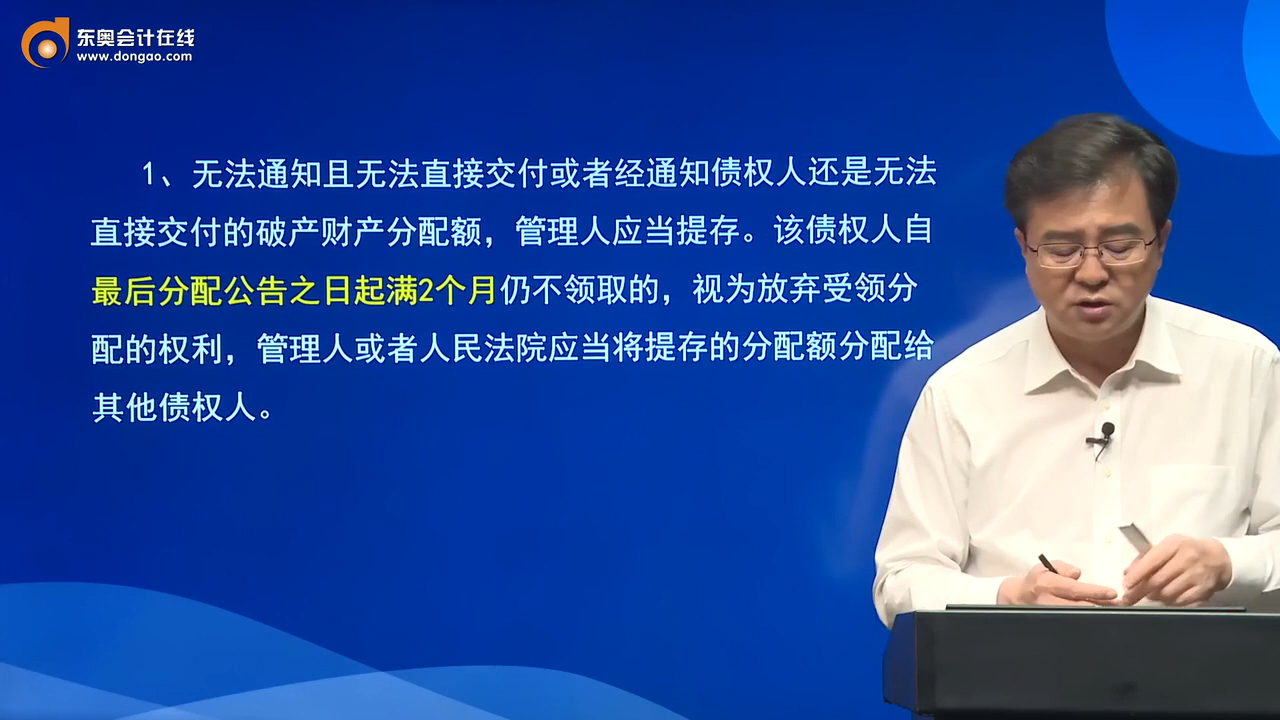 东奥会计在线
www.dongao.com
1、无法通知且无法直接交付或者经通知债权人还是无法
直接交付的破产财产分配额，管理人应当提存。该债权人自
最后分配公告之日起满2个月仍不领取的，视为放弃受领分
配的权利，管理人或者人民法院应当将提存的分配额分配给
其他债权人。